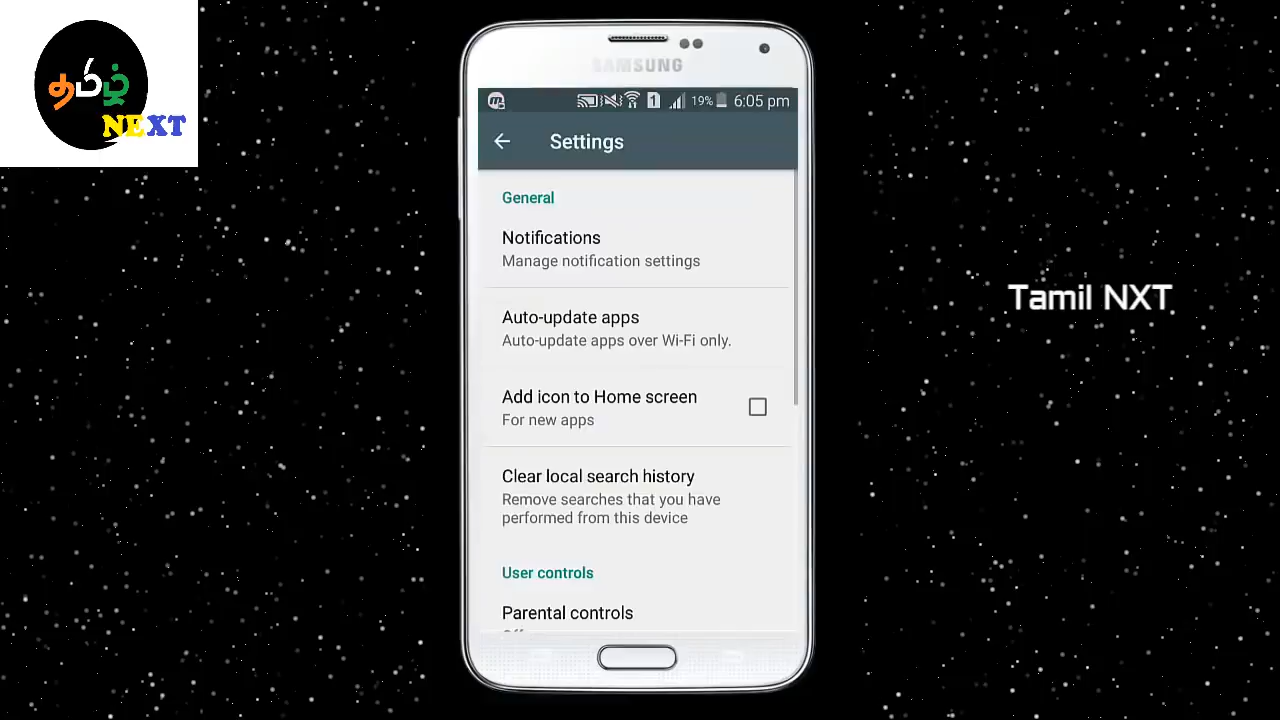 தமிழ்
NEXT
SAMSUNG
1 19% 6:05 pm
Settings
General
Notifications
Manage notification settings
Auto-update apps
Auto-update apps over Wi-Fi only.
Add icon to Home screen
For new apps
Clear local search history
Remove searches that you have
performed from this device
User controls
Parental controls
Tamil NXT